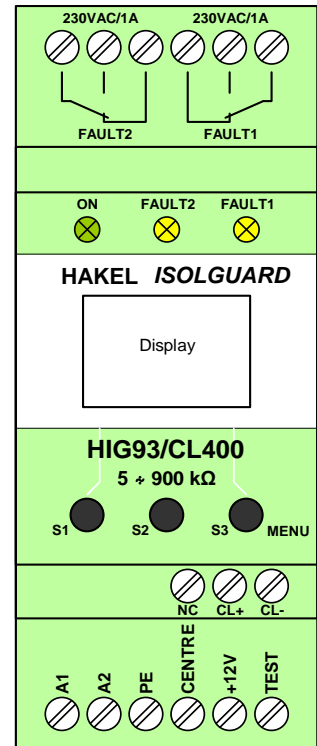 230VAC/1A 230VAC/1A
FAULT2 FAULT1
ON FAULT2 FAULT1
HAKEL ISOLGUARD
Display
HIG93/CL400
5 ÷ 900 kΩ
S1 S2 S3 MENU
NC CL+ CL-
A1 A2 PE CENTRE +12V TEST